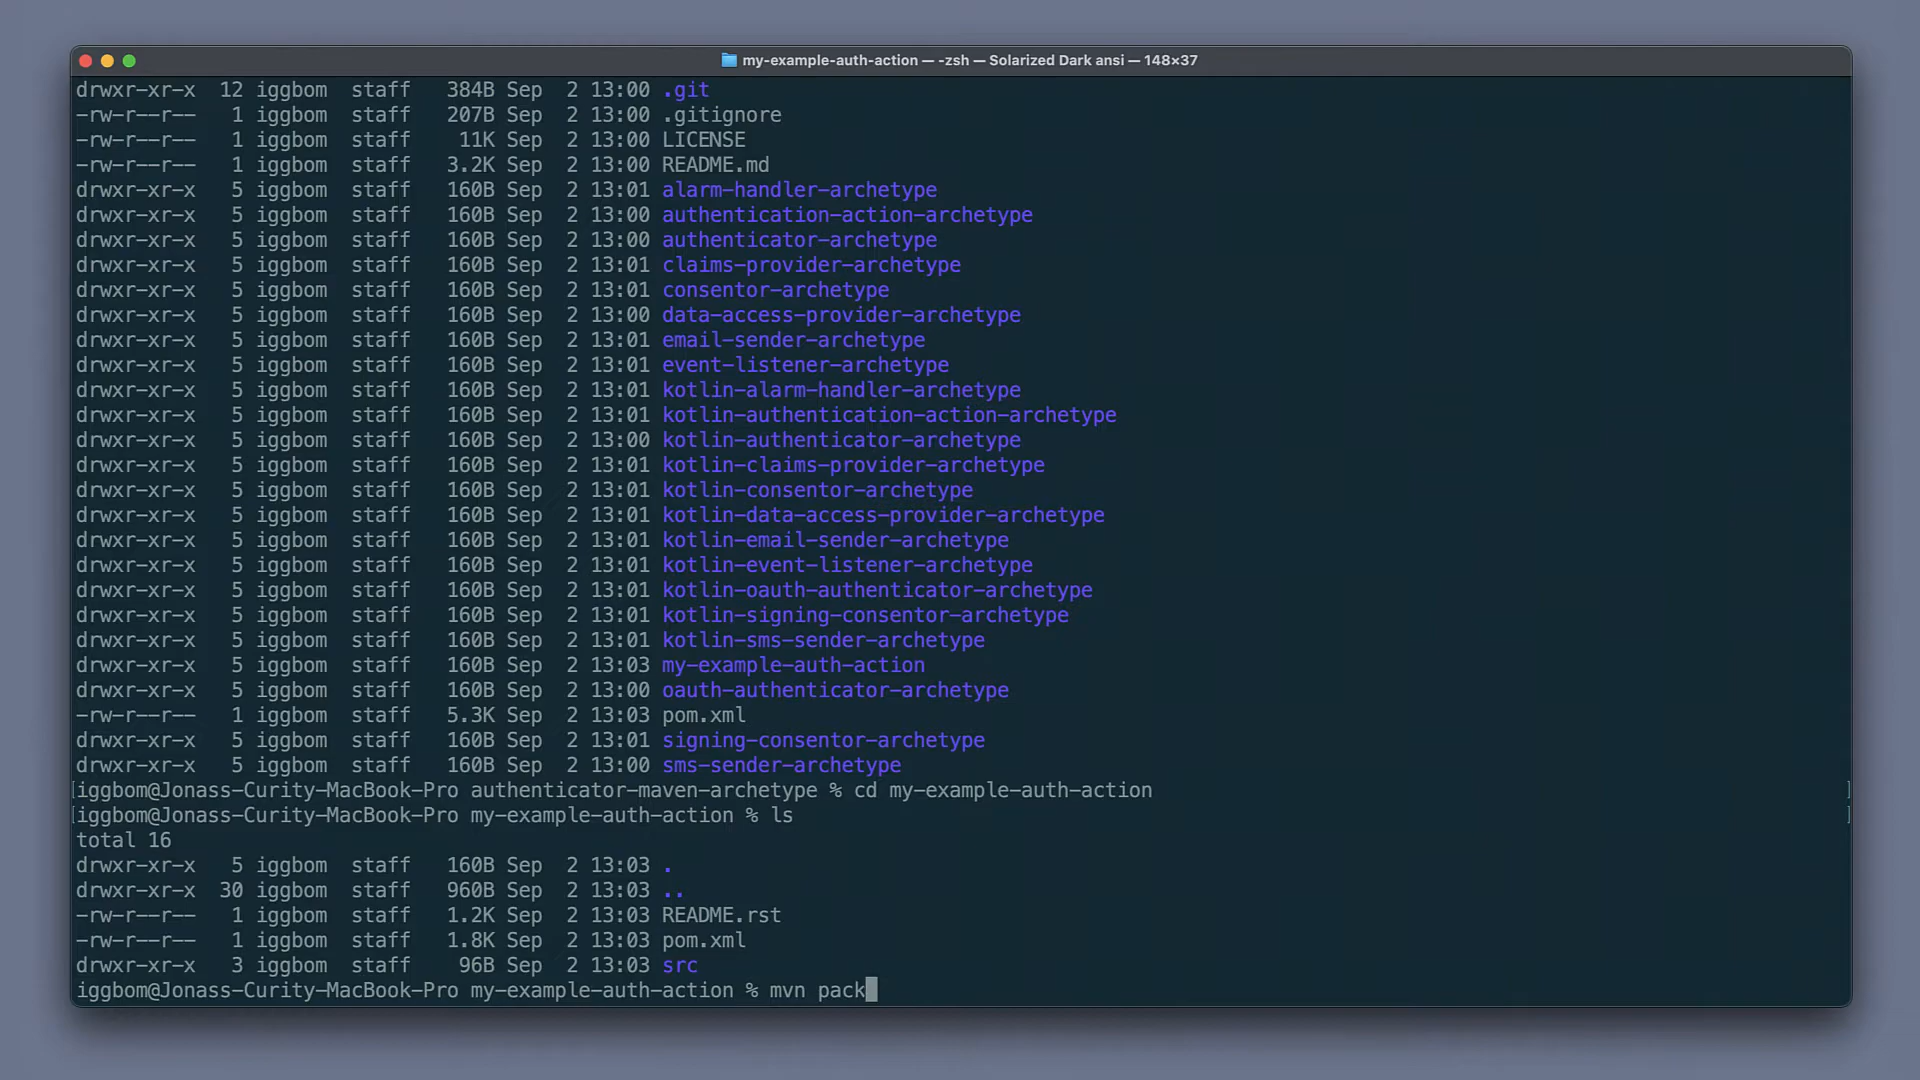 my-example-auth-action — -zsh — Solarized Dark ansi — 148×37
drwxr-xr-x  12 iggbom  staff   384B Sep  2 13:00 .git
-rw-r--r--   1 iggbom  staff   207B Sep  2 13:00 .gitignore
-rw-r--r--   1 iggbom  staff    11K Sep  2 13:00 LICENSE
-rw-r--r--   1 iggbom  staff   3.2K Sep  2 13:00 README.md
drwxr-xr-x   5 iggbom  staff   160B Sep  2 13:01 alarm-handler-archetype
drwxr-xr-x   5 iggbom  staff   160B Sep  2 13:00 authentication-action-archetype
drwxr-xr-x   5 iggbom  staff   160B Sep  2 13:00 authenticator-archetype
drwxr-xr-x   5 iggbom  staff   160B Sep  2 13:01 claims-provider-archetype
drwxr-xr-x   5 iggbom  staff   160B Sep  2 13:01 consentor-archetype
drwxr-xr-x   5 iggbom  staff   160B Sep  2 13:00 data-access-provider-archetype
drwxr-xr-x   5 iggbom  staff   160B Sep  2 13:01 email-sender-archetype
drwxr-xr-x   5 iggbom  staff   160B Sep  2 13:01 event-listener-archetype
drwxr-xr-x   5 iggbom  staff   160B Sep  2 13:01 kotlin-alarm-handler-archetype
drwxr-xr-x   5 iggbom  staff   160B Sep  2 13:01 kotlin-authentication-action-archetype
drwxr-xr-x   5 iggbom  staff   160B Sep  2 13:00 kotlin-authenticator-archetype
drwxr-xr-x   5 iggbom  staff   160B Sep  2 13:01 kotlin-claims-provider-archetype
drwxr-xr-x   5 iggbom  staff   160B Sep  2 13:01 kotlin-consentor-archetype
drwxr-xr-x   5 iggbom  staff   160B Sep  2 13:01 kotlin-data-access-provider-archetype
drwxr-xr-x   5 iggbom  staff   160B Sep  2 13:01 kotlin-email-sender-archetype
drwxr-xr-x   5 iggbom  staff   160B Sep  2 13:01 kotlin-event-listener-archetype
drwxr-xr-x   5 iggbom  staff   160B Sep  2 13:01 kotlin-oauth-authenticator-archetype
drwxr-xr-x   5 iggbom  staff   160B Sep  2 13:01 kotlin-signing-consentor-archetype
drwxr-xr-x   5 iggbom  staff   160B Sep  2 13:01 kotlin-sms-sender-archetype
drwxr-xr-x   5 iggbom  staff   160B Sep  2 13:03 my-example-auth-action
drwxr-xr-x   5 iggbom  staff   160B Sep  2 13:00 oauth-authenticator-archetype
-rw-r--r--   1 iggbom  staff   5.3K Sep  2 13:03 pom.xml
drwxr-xr-x   5 iggbom  staff   160B Sep  2 13:01 signing-consentor-archetype
drwxr-xr-x   5 iggbom  staff   160B Sep  2 13:00 sms-sender-archetype
[iggbom@Jonass-Curity-MacBook-Pro authenticator-maven-archetype % cd my-example-auth-action ]
[iggbom@Jonass-Curity-MacBook-Pro my-example-auth-action % ls ]
total 16
drwxr-xr-x   5 iggbom  staff   160B Sep  2 13:03 .
drwxr-xr-x  30 iggbom  staff   960B Sep  2 13:03 ..
-rw-r--r--   1 iggbom  staff   1.2K Sep  2 13:03 README.rst
-rw-r--r--   1 iggbom  staff   1.8K Sep  2 13:03 pom.xml
drwxr-xr-x   3 iggbom  staff    96B Sep  2 13:03 src
iggbom@Jonass-Curity-MacBook-Pro my-example-auth-action % mvn pack